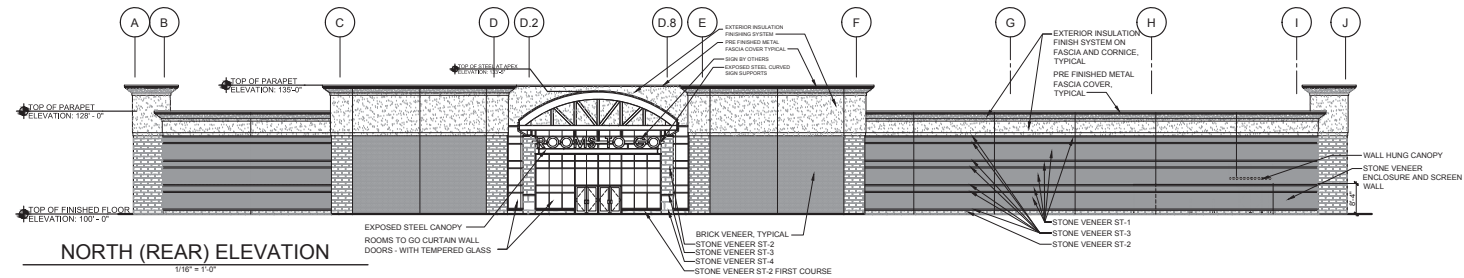 A B C D D.2 D.8 E F G H I J
EXTERIOR INSULATION
FINISHING SYSTEM
PRE FINISHED METAL
FASCIA COVER TYPICAL
SIGN BY OTHERS
EXPOSED STEEL CURVED
SIGN SUPPORTS
EXTERIOR INSULATION
FINISH SYSTEM ON
FASCIA AND CORNICE,
TYPICAL
PRE FINISHED METAL
FASCIA COVER,
TYPICAL
TOP OF STEEL AT APEX
ELEVATION:
TOP OF PARAPET
ELEVATION: 135'-0"
TOP OF PARAPET
ELEVATION: 128' - 0"
ROOMS TO GO
WALL HUNG CANOPY
STONE VENEER
ENCLOSURE AND SCREEN
WALL
TOP OF FINISHED FLOOR
ELEVATION: 100' - 0"
EXPOSED STEEL CANOPY
ROOMS TO GO CURTAIN WALL
DOORS - WITH TEMPERED GLASS
BRICK VENEER, TYPICAL
STONE VENEER ST-2
STONE VENEER ST-3
STONE VENEER ST-4
STONE VENEER ST-2 FIRST COURSE
STONE VENEER ST-1
STONE VENEER ST-3
STONE VENEER ST-2
NORTH (REAR) ELEVATION
1/16" = 1'-0"